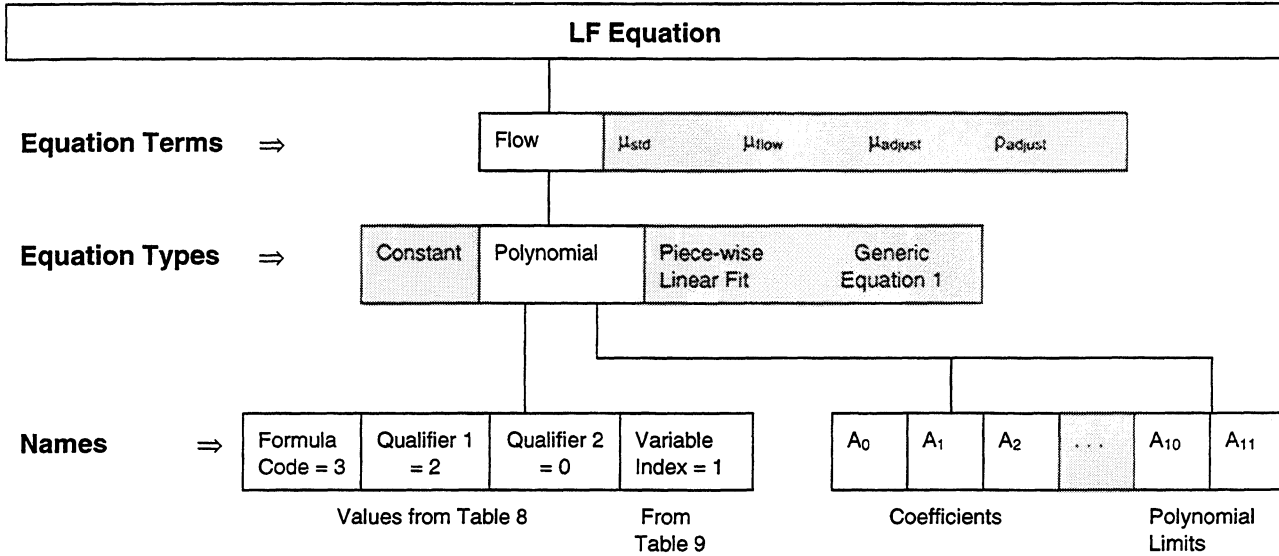 LF Equation
Equation Terms ⇒
Flow μstd μflow μadjust ρadjust
Equation Types ⇒
Constant Polynomial Piece-wise Generic
Linear Fit Equation 1
Names ⇒
Formula Qualifier 1 Qualifier 2 Variable A0 A1 A2 . . . A10 A11
Code = 3 = 2 = 0 Index = 1
Values from Table 8 From Coefficients Polynomial
Table 9 Limits